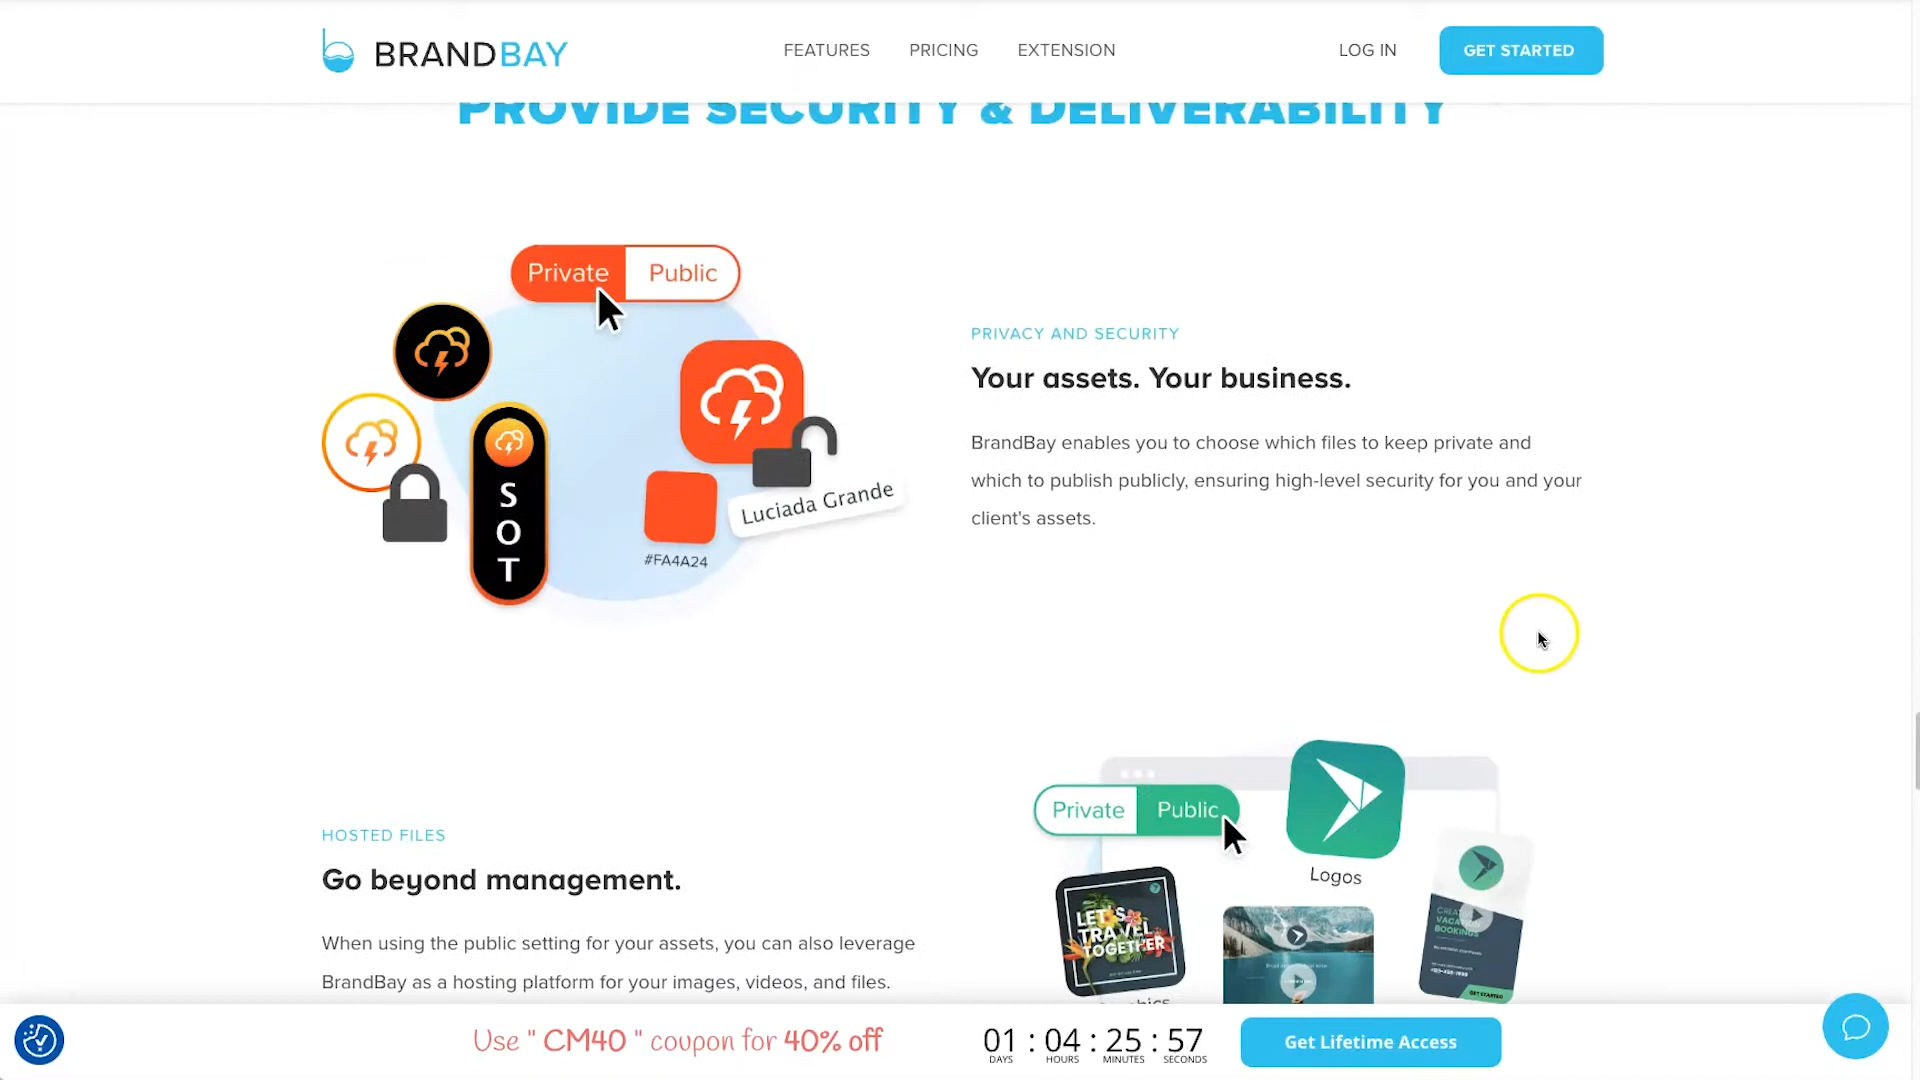 BRANDBAY
FEATURES
PRICING
EXTENSION
LOG IN
GET STARTED
PROVIDE SECURITY & DELIVERABILITY
Private
Public
S
O
T
Luciada Grande
#FA4A24
PRIVACY AND SECURITY
Your assets. Your business.
BrandBay enables you to choose which files to keep private and
which to publish publicly, ensuring high-level security for you and your
client's assets.
HOSTED FILES
Go beyond management.
When using the public setting for your assets, you can also leverage
BrandBay as a hosting platform for your images, videos, and files.
Private
Public
Logos
LET'S
TRAVEL
TOGETHER
VACATION
BOOKINGS
GET STARTED
Use " CM40 " coupon for 40% off
01 : 04 : 25 : 57
DAYS HOURS MINUTES SECONDS
Get Lifetime Access